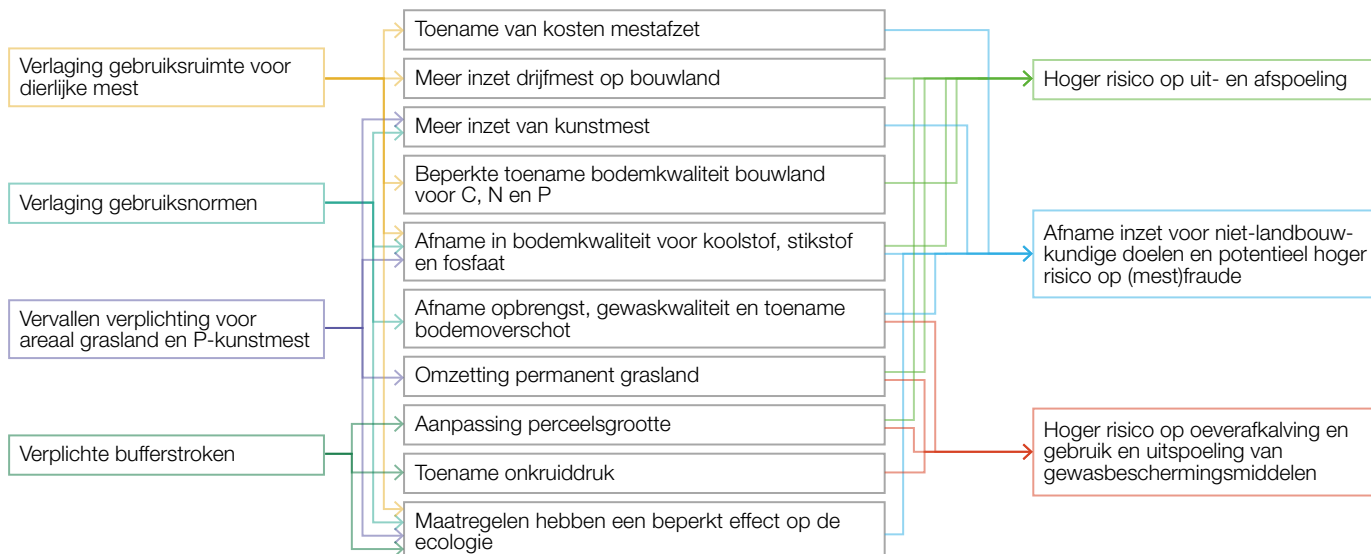 Verlaging gebruiksruimte voor
dierlijke mest
Verlaging gebruiksnormen
Vervallen verplichting voor
areaal grasland en P-kunstmest
Verplichte bufferstroken
Toename van kosten mestafzet
Meer inzet drijfmest op bouwland
Meer inzet van kunstmest
Beperkte toename bodemkwaliteit bouwland
voor C, N en P
Afname in bodemkwaliteit voor koolstof, stikstof
en fosfaat
Afname opbrengst, gewaskwaliteit en toename
bodemoverschot
Omzetting permanent grasland
Aanpassing perceelsgrootte
Toename onkruiddruk
Maatregelen hebben een beperkt effect op de
ecologie
Hoger risico op uit- en afspoeling
Afname inzet voor niet-landbouw-
kundige doelen en potentieel hoger
risico op (mest)fraude
Hoger risico op oeverafkalving en
gebruik en uitspoeling van
gewasbeschermingsmiddelen